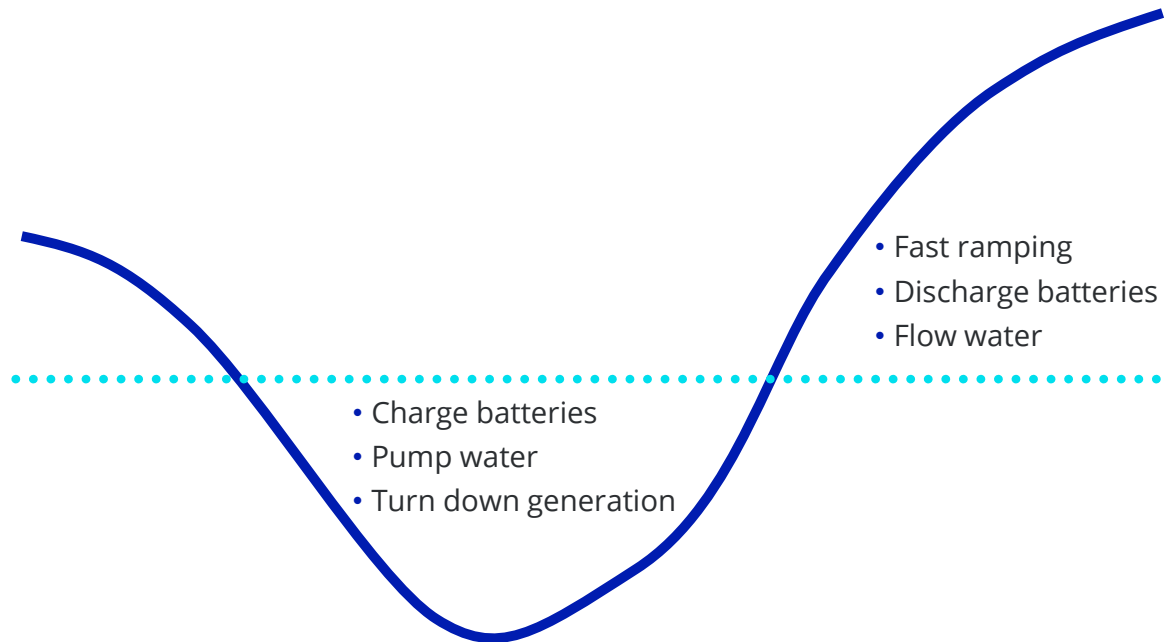 • Fast ramping
• Discharge batteries
• Flow water
• Charge batteries
• Pump water
• Turn down generation